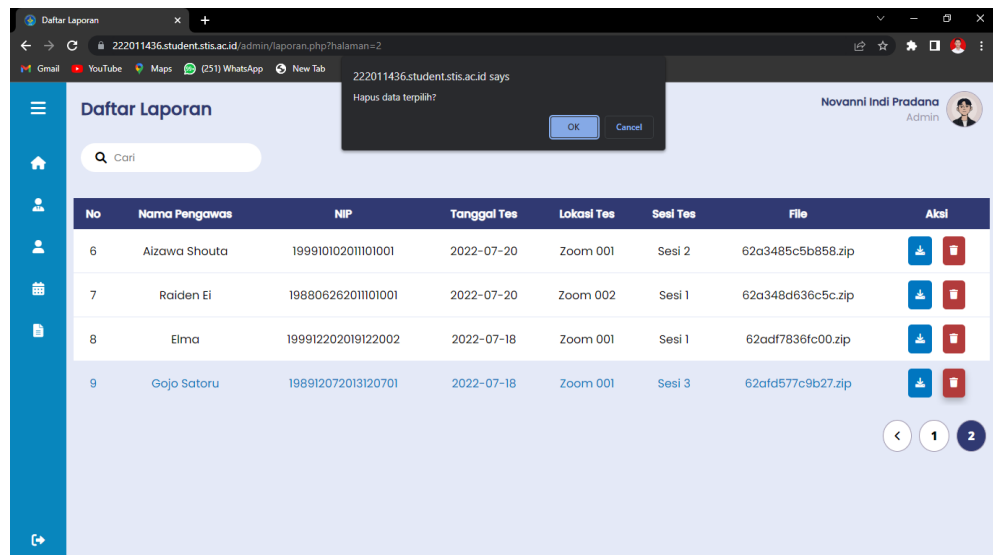 Daftar Laporan
222011436.student.stis.ac.id/admin/laporan.php?halaman=2
Gmail YouTube Maps (251) WhatsApp New Tab
222011436.student.stis.ac.id says
Hapus data terpilih?
OK Cancel
Daftar Laporan
Novanni Indi Pradana
Admin
Cari
No Nama Pengawas NIP Tanggal Tes Lokasi Tes Sesi Tes File Aksi
6 Aizawa Shouta 199910102011101001 2022-07-20 Zoom 001 Sesi 2 62a3485c5b858.zip
7 Raiden Ei 198806262011101001 2022-07-20 Zoom 002 Sesi 1 62a348d636c5c.zip
8 Elma 199912202019122002 2022-07-18 Zoom 001 Sesi 1 62adf7836fc00.zip
9 Gojo Satoru 198912072013120701 2022-07-18 Zoom 001 Sesi 3 62afd577c9b27.zip
1 2